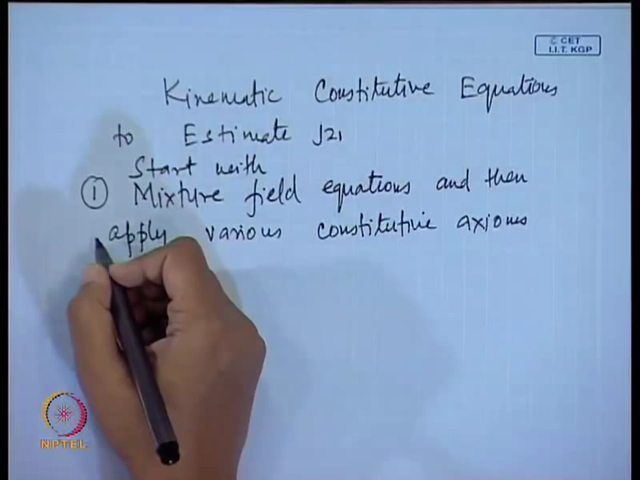 © CET
I.I.T. KGP
Kinematic Constitutive Equations
to Estimate J21
Start with
① Mixture field equations and then
apply various constitutive axioms
NPTEL